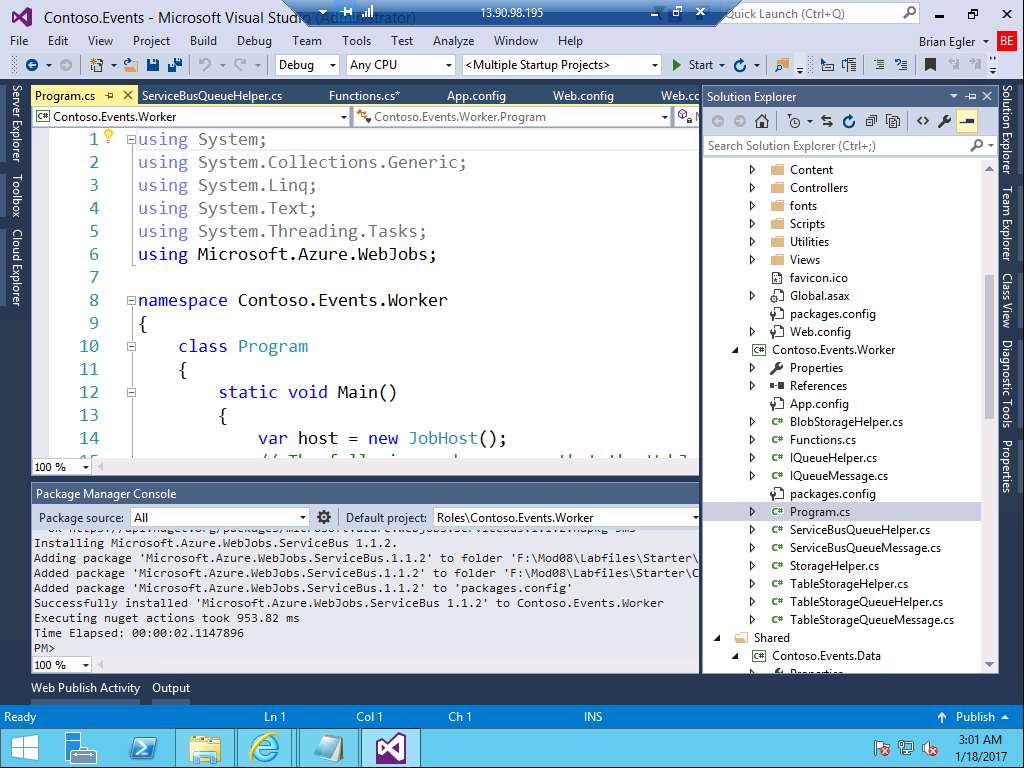 Contoso.Events - Microsoft Visual Studio (Administrator)
13.90.98.195
Quick Launch (Ctrl+Q)
File Edit View Project Build Debug Team Tools Test Analyze Window Help
Brian Egler
BE
Debug Any CPU <Multiple Startup Projects> Start
Server Explorer
Toolbox
Cloud Explorer
Program.cs ServiceBusQueueHelper.cs Functions.cs* App.config Web.config Web.cc
Contoso.Events.Worker Contoso.Events.Worker.Program
1 using System;
2 using System.Collections.Generic;
3 using System.Linq;
4 using System.Text;
5 using System.Threading.Tasks;
6 using Microsoft.Azure.WebJobs;
7
8 namespace Contoso.Events.Worker
9 {
10 class Program
11 {
12 static void Main()
13 {
14 var host = new JobHost();
100 %
Package Manager Console
Package source: All Default project: Roles\Contoso.Events.Worker
Installing Microsoft.Azure.WebJobs.ServiceBus 1.1.2.
Adding package 'Microsoft.Azure.WebJobs.ServiceBus.1.1.2' to folder 'F:\Mod08\Labfiles\Starter\
Added package 'Microsoft.Azure.WebJobs.ServiceBus.1.1.2' to folder 'F:\Mod08\Labfiles\Starter\C
Added package 'Microsoft.Azure.WebJobs.ServiceBus.1.1.2' to 'packages.config'
Successfully installed 'Microsoft.Azure.WebJobs.ServiceBus 1.1.2' to Contoso.Events.Worker
Executing nuget actions took 953.82 ms
Time Elapsed: 00:00:02.1147896
PM>
100 %
Solution Explorer
Search Solution Explorer (Ctrl+;)
Content
Controllers
fonts
Scripts
Utilities
Views
favicon.ico
Global.asax
packages.config
Web.config
Contoso.Events.Worker
Properties
References
App.config
BlobStorageHelper.cs
Functions.cs
IQueueHelper.cs
IQueueMessage.cs
packages.config
Program.cs
ServiceBusQueueHelper.cs
ServiceBusQueueMessage.cs
StorageHelper.cs
TableStorageHelper.cs
TableStorageQueueHelper.cs
TableStorageQueueMessage.cs
Shared
Contoso.Events.Data
Solution Explorer
Team Explorer
Class View
Diagnostic Tools
Properties
Web Publish Activity Output
Ready Ln 1 Col 1 Ch 1 INS Publish
3:01 AM
1/18/2017